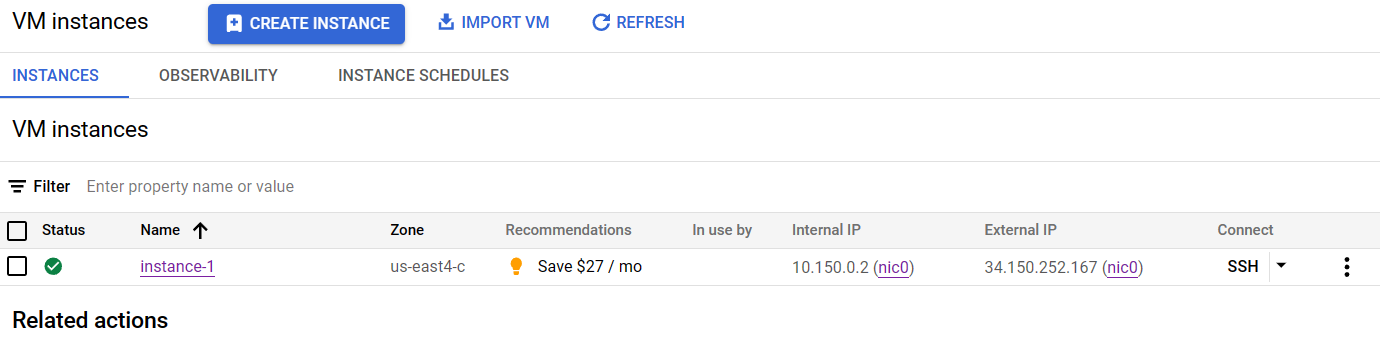 VM instances CREATE INSTANCE IMPORT VM REFRESH
INSTANCES OBSERVABILITY INSTANCE SCHEDULES
VM instances
Filter Enter property name or value
Status Name Zone Recommendations In use by Internal IP External IP Connect
instance-1 us-east4-c Save $27 / mo 10.150.0.2 (nic0) 34.150.252.167 (nic0) SSH
Related actions